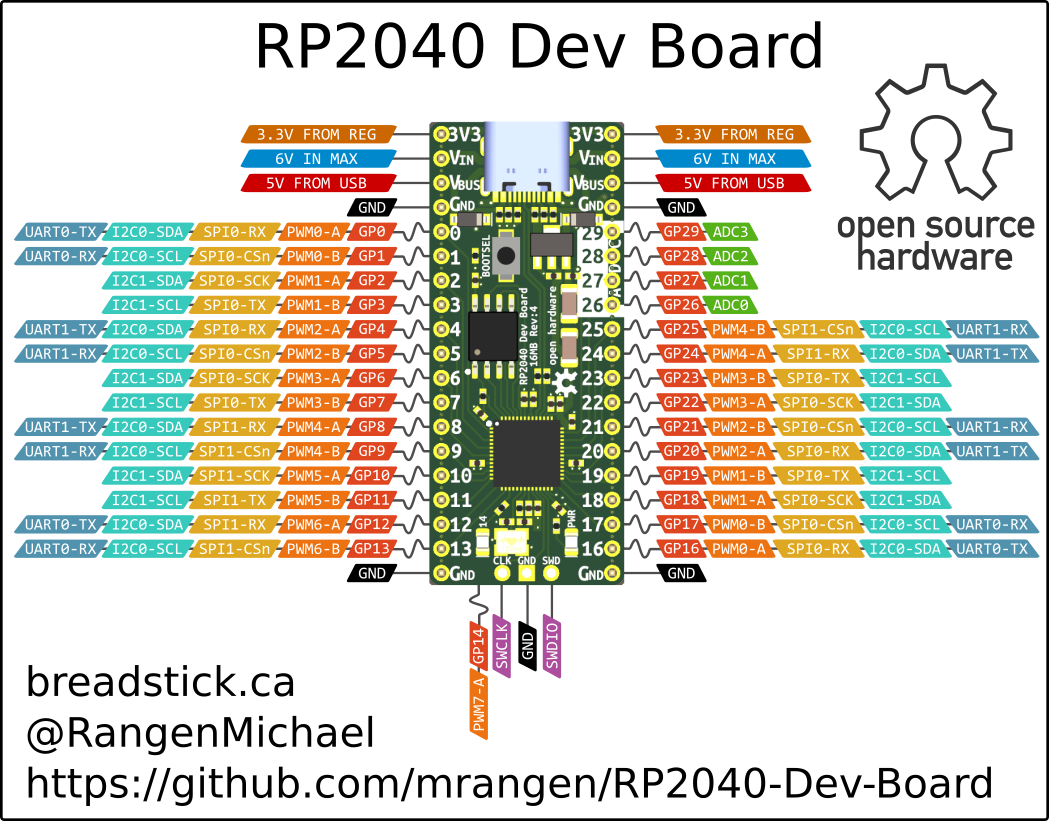 RP2040 Dev Board
open source
hardware
3.3V FROM REG 3V3 3V3 3.3V FROM REG
6V IN MAX VIN VIN 6V IN MAX
5V FROM USB VBUS VBUS 5V FROM USB
GND GND GND GND
UART0-TX I2C0-SDA SPI0-RX PWM0-A GP0 0 29 GP29 ADC3
UART0-RX I2C0-SCL SPI0-CSn PWM0-B GP1 1 BOOTSEL 28 GP28 ADC2
I2C1-SDA SPI0-SCK PWM1-A GP2 2 27 GP27 ADC1
I2C1-SCL SPI0-TX PWM1-B GP3 3 26 GP26 ADC0
ADC
RP2040 Dev Board
16MB Rev:4
open hardware
UART1-TX I2C0-SDA SPI0-RX PWM2-A GP4 4 25 GP25 PWM4-B SPI1-CSn I2C0-SCL UART1-RX
UART1-RX I2C0-SCL SPI0-CSn PWM2-B GP5 5 24 GP24 PWM4-A SPI1-RX I2C0-SDA UART1-TX
I2C1-SDA SPI0-SCK PWM3-A GP6 6 23 GP23 PWM3-B SPI0-TX I2C1-SCL
I2C1-SCL SPI0-TX PWM3-B GP7 7 22 GP22 PWM3-A SPI0-SCK I2C1-SDA
UART1-TX I2C0-SDA SPI1-RX PWM4-A GP8 8 21 GP21 PWM2-B SPI0-CSn I2C0-SCL UART1-RX
UART1-RX I2C0-SCL SPI1-CSn PWM4-B GP9 9 20 GP20 PWM2-A SPI0-RX I2C0-SDA UART1-TX
I2C1-SDA SPI1-SCK PWM5-A GP10 10 19 GP19 PWM1-B SPI0-TX I2C1-SCL
I2C1-SCL SPI1-TX PWM5-B GP11 11 18 GP18 PWM1-A SPI0-SCK I2C1-SDA
UART0-TX I2C0-SDA SPI1-RX PWM6-A GP12 12 14 PWR 17 GP17 PWM0-B SPI0-CSn I2C0-SCL UART0-RX
UART0-RX I2C0-SCL SPI1-CSn PWM6-B GP13 13 16 GP16 PWM0-A SPI0-RX I2C0-SDA UART0-TX
CLK GND SWD
GND GND GND GND
GP14 SWCLK GND SWDIO
PWM7-A
breadstick.ca
@RangenMichael
https://github.com/mrangen/RP2040-Dev-Board